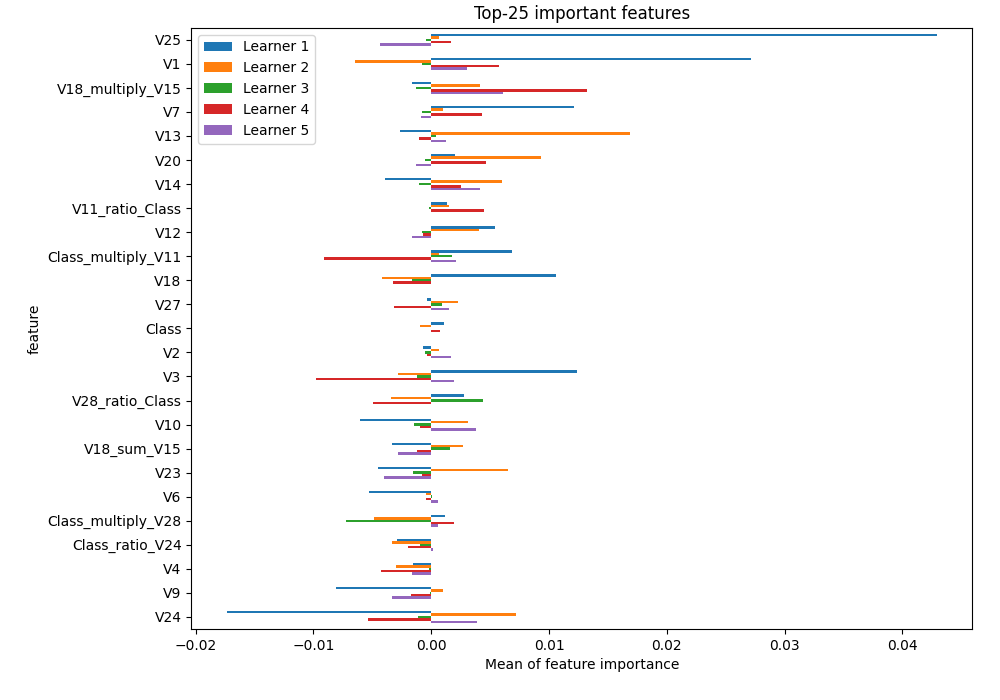 Top-25 important features
Learner 1
Learner 2
Learner 3
Learner 4
Learner 5
feature
V25
V1
V18_multiply_V15
V7
V13
V20
V14
V11_ratio_Class
V12
Class_multiply_V11
V18
V27
Class
V2
V3
V28_ratio_Class
V10
V18_sum_V15
V23
V6
Class_multiply_V28
Class_ratio_V24
V4
V9
V24
−0.02 −0.01 0.00 0.01 0.02 0.03 0.04
Mean of feature importance